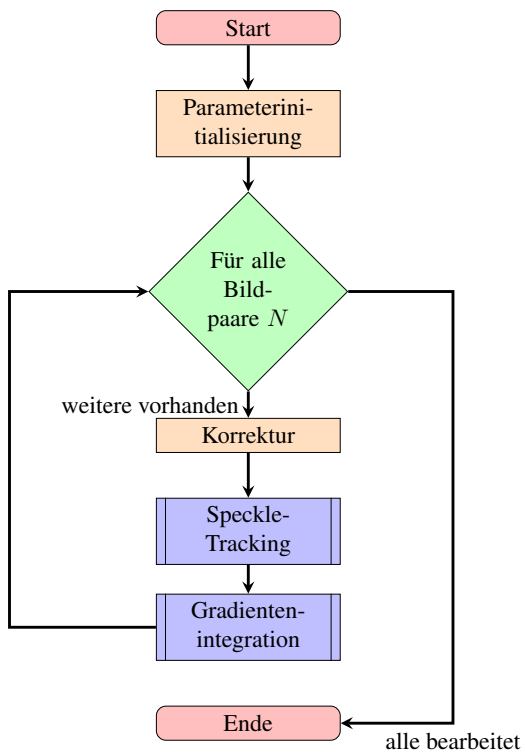 Start
Parameterini-
tialisierung
Für alle
Bild-
paare N
weitere vorhanden
Korrektur
Speckle-
Tracking
Gradienten-
integration
Ende
alle bearbeitet